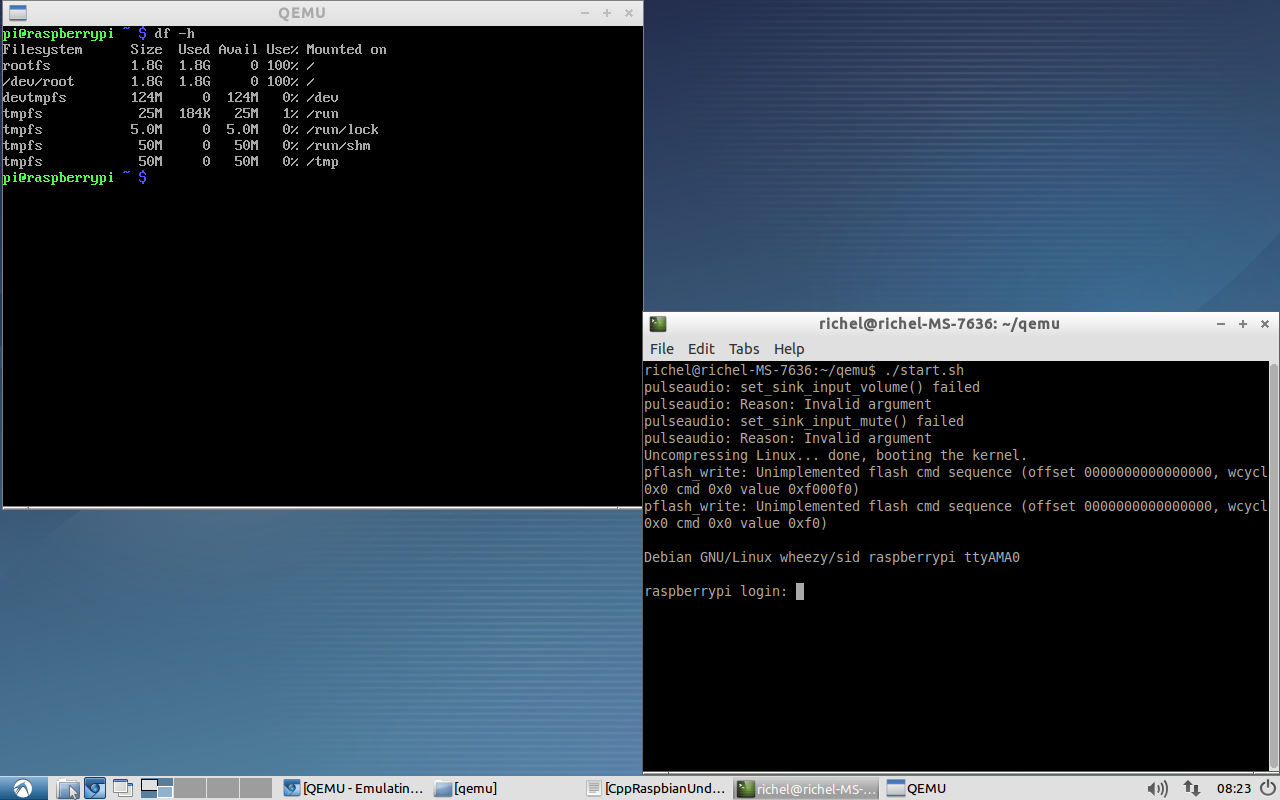 QEMU
pi@raspberrypi ~ $ df -h
Filesystem      Size  Used Avail Use% Mounted on
rootfs          1.8G  1.8G     0 100% /
/dev/root       1.8G  1.8G     0 100% /
devtmpfs        124M     0  124M   0% /dev
tmpfs            25M  184K   25M   1% /run
tmpfs           5.0M     0  5.0M   0% /run/lock
tmpfs            50M     0   50M   0% /run/shm
tmpfs            50M     0   50M   0% /tmp
pi@raspberrypi ~ $
richel@richel-MS-7636: ~/qemu
File Edit Tabs Help
richel@richel-MS-7636:~/qemu$ ./start.sh
pulseaudio: set_sink_input_volume() failed
pulseaudio: Reason: Invalid argument
pulseaudio: set_sink_input_mute() failed
pulseaudio: Reason: Invalid argument
Uncompressing Linux... done, booting the kernel.
pflash_write: Unimplemented flash cmd sequence (offset 0000000000000000, wcycl
0x0 cmd 0x0 value 0xf000f0)
pflash_write: Unimplemented flash cmd sequence (offset 0000000000000000, wcycl
0x0 cmd 0x0 value 0xf0)
Debian GNU/Linux wheezy/sid raspberrypi ttyAMA0
raspberrypi login:
[QEMU - Emulatin... [qemu] [CppRaspbianUnd... richel@richel-MS-... QEMU 08:23